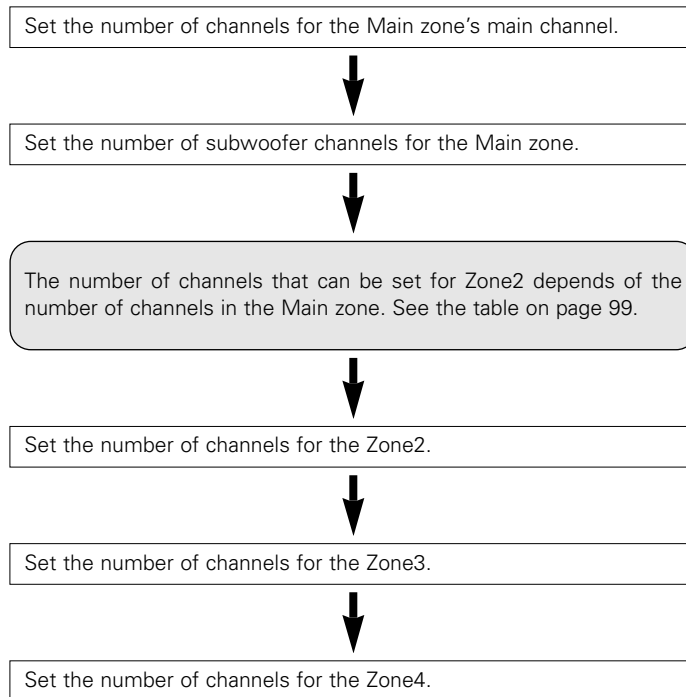 Set the number of channels for the Main zone’s main channel.
Set the number of subwoofer channels for the Main zone.
The number of channels that can be set for Zone2 depends of the
number of channels in the Main zone. See the table on page 99.
Set the number of channels for the Zone2.
Set the number of channels for the Zone3.
Set the number of channels for the Zone4.